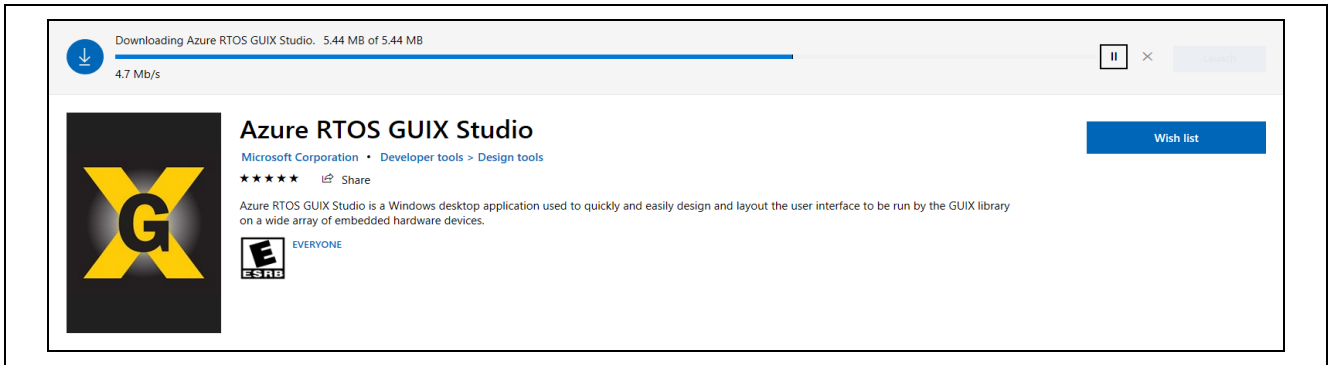 Downloading Azure RTOS GUIX Studio. 5.44 MB of 5.44 MB
4.7 Mb/s
Launch
G
Azure RTOS GUIX Studio
Microsoft Corporation • Developer tools > Design tools
★★★★★ Share
Wish list
Azure RTOS GUIX Studio is a Windows desktop application used to quickly and easily design and layout the user interface to be run by the GUIX library
on a wide array of embedded hardware devices.
E
ESRB
EVERYONE